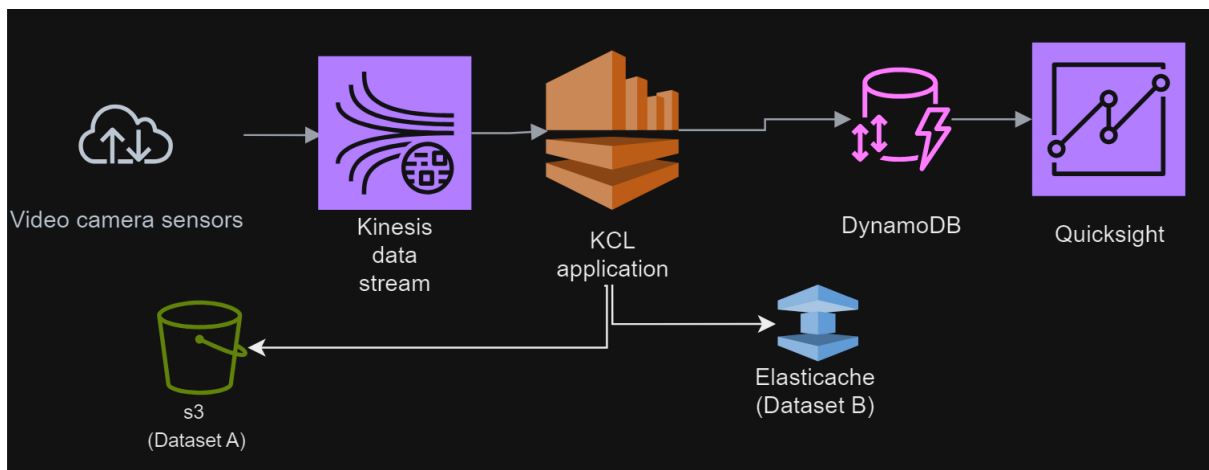 Video camera sensors
Kinesis
data
stream
KCL
application
DynamoDB
Quicksight
s3
(Dataset A)
Elasticache
(Dataset B)